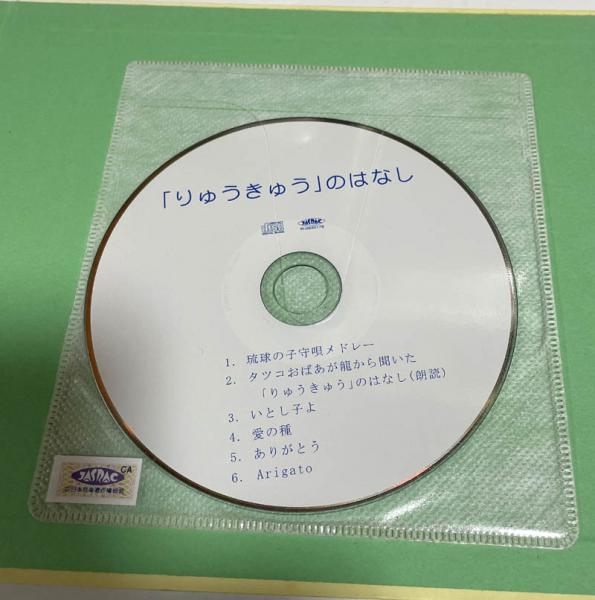 「りゅうきゅう」のはなし
JASRAC
1. 琉球の子守唄メドレー
2. タツコおばあが龍から聞いた
「りゅうきゅう」のはなし(朗読)
3. いとし子よ
4. 愛の種
5. ありがとう
6. Arigato
CA
JASRAC